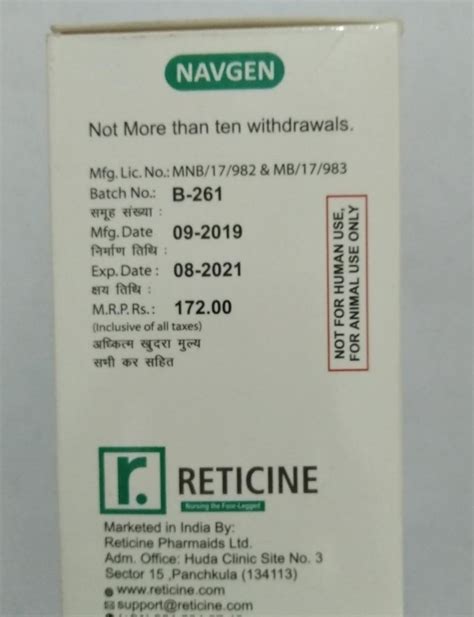 NAVGEN
Not More than ten withdrawals.
Mfg. Lic. No.: MNB/17/982 & MB/17/983
Batch No.: B-261
समूह संख्या :
Mfg. Date 09-2019
निर्माण तिथि :
Exp. Date : 08-2021
क्षय तिथि :
M.R.P. Rs.: 172.00
(Inclusive of all taxes)
अधिकत्म खुदरा मुल्य
सभी कर सहित
NOT FOR HUMAN USE,
FOR ANIMAL USE ONLY
r. RETICINE
Nursing the Four-Legged
Marketed in India By:
Reticine Pharmaids Ltd.
Adm. Office: Huda Clinic Site No. 3
Sector 15 ,Panchkula (134113)
www.reticine.com
support@reticine.com